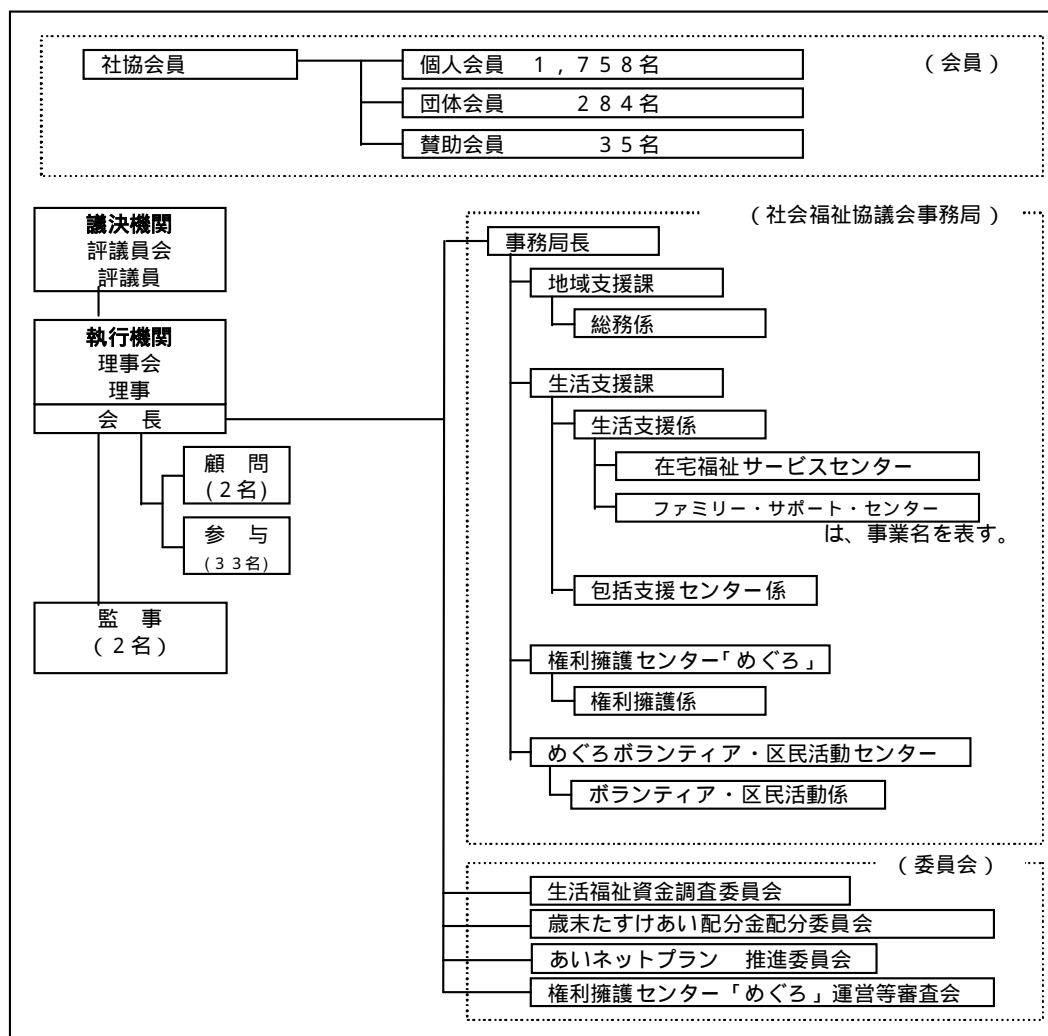 社協会員
個人会員　1,758名
(会員)
団体会員　284名
賛助会員　35名
議決機関
評議員会
評議員
執行機関
理事会
理事
会　長
顧　問
(2名)
参　与
(33名)
監　事
(2名)
(社会福祉協議会事務局)
事務局長
地域支援課
総務係
生活支援課
生活支援係
在宅福祉サービスセンター
ファミリー・サポート・センター
は、事業名を表す。
包括支援センター係
権利擁護センター「めぐろ」
権利擁護係
めぐろボランティア・区民活動センター
ボランティア・区民活動係
(委員会)
生活福祉資金調査委員会
歳末たすけあい配分金配分委員会
あいネットプラン　推進委員会
権利擁護センター「めぐろ」運営等審査会